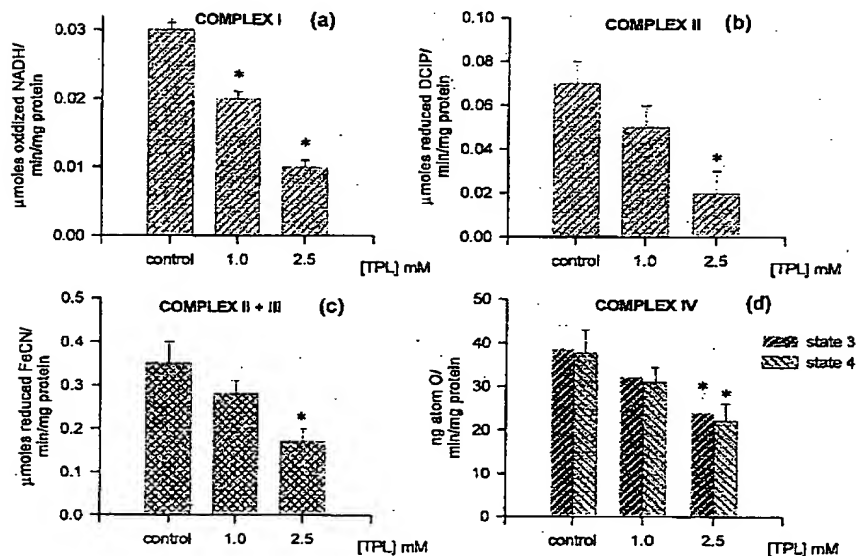 COMPLEX I (a)
µmoles oxidized NADH/
min/mg protein
0.03
0.02
0.01
0.00
*
*
control 1.0 2.5
[TPL] mM
COMPLEX II (b)
µmoles reduced DCIP/
min/mg protein
0.10
0.08
0.06
0.04
0.02
0.00
*
control 1.0 2.5
[TPL] mM
COMPLEX II + III (c)
µmoles reduced FeCN/
min/mg protein
0.5
0.4
0.3
0.2
0.1
0.0
*
control 1.0 2.5
[TPL] mM
COMPLEX IV (d)
ng atom O/
min/mg protein
50
40
30
20
10
0
* *
state 3
state 4
control 1.0 2.5
[TPL] mM